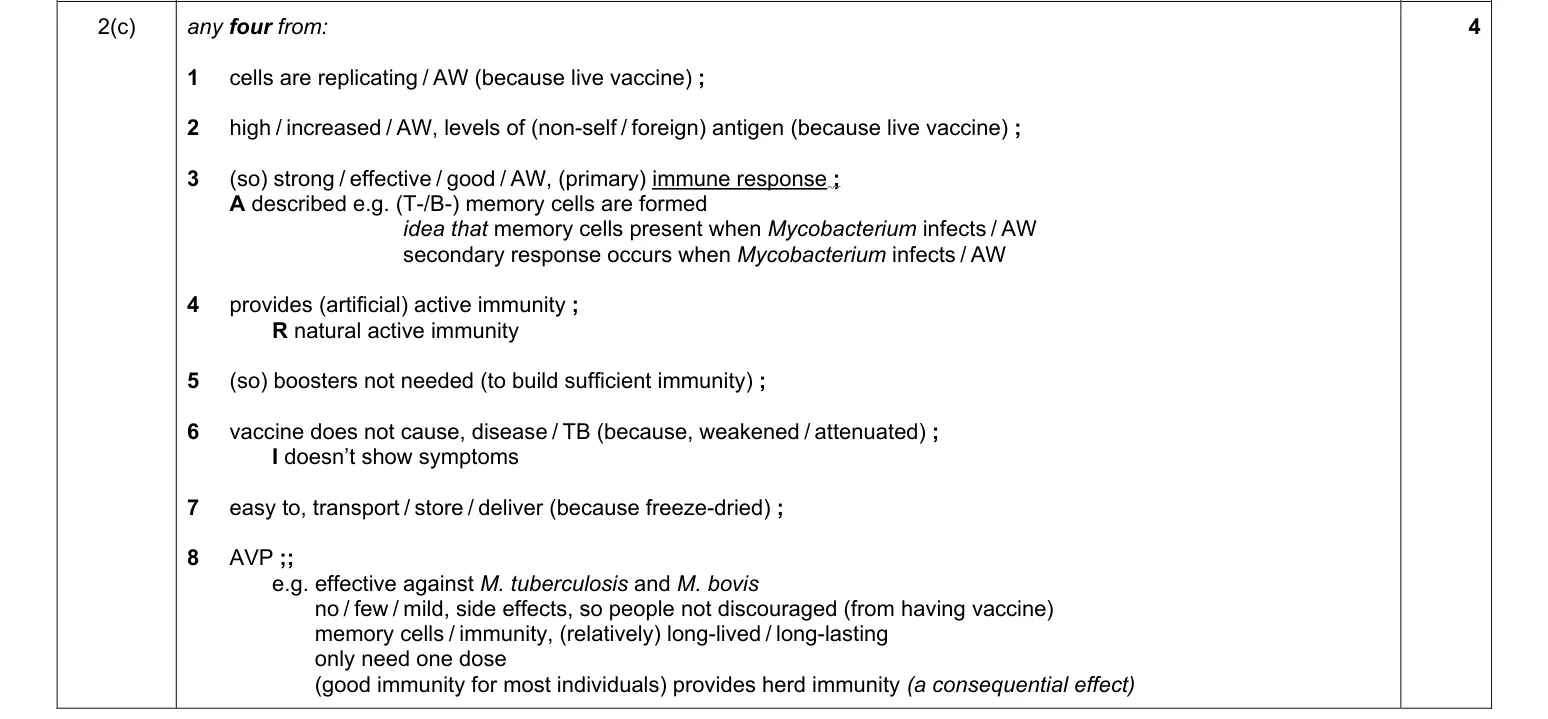 2(c) any four from: 4
1 cells are replicating / AW (because live vaccine) ;
2 high / increased / AW, levels of (non-self / foreign) antigen (because live vaccine) ;
3 (so) strong / effective / good / AW, (primary) immune response ;
A described e.g. (T-/B-) memory cells are formed
idea that memory cells present when Mycobacterium infects / AW
secondary response occurs when Mycobacterium infects / AW
4 provides (artificial) active immunity ;
R natural active immunity
5 (so) boosters not needed (to build sufficient immunity) ;
6 vaccine does not cause, disease / TB (because, weakened / attenuated) ;
I doesn’t show symptoms
7 easy to, transport / store / deliver (because freeze-dried) ;
8 AVP ;;
e.g. effective against M. tuberculosis and M. bovis
no / few / mild, side effects, so people not discouraged (from having vaccine)
memory cells / immunity, (relatively) long-lived / long-lasting
only need one dose
(good immunity for most individuals) provides herd immunity (a consequential effect)